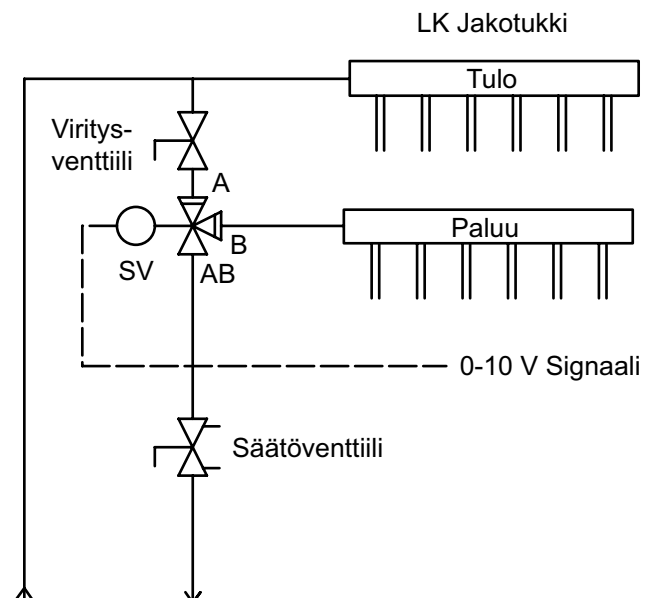 LK Jakotukki
Tulo
Viritys-
venttiili
A
Paluu
B
SV
AB
0-10 V Signaali
Säätöventtiili